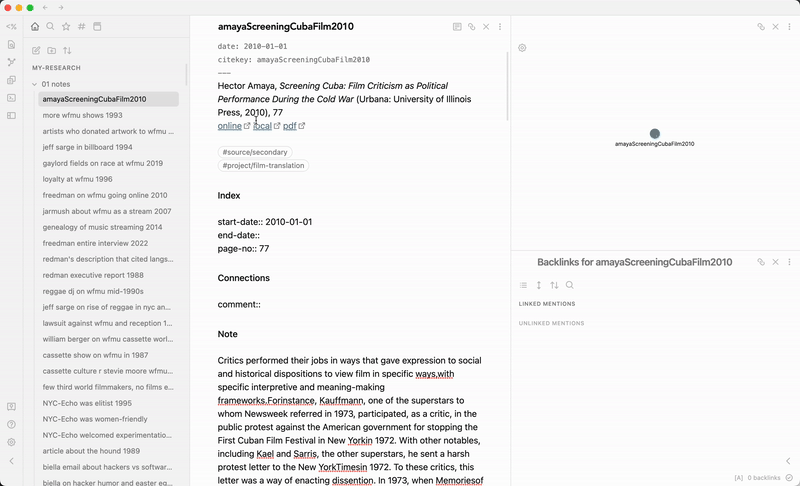 MY-RESEARCH
01 notes
amayaScreeningCubaFilm2010
more wfmu shows 1993
artists who donated artwork to wfmu ...
jeff sarge in billboard 1994
gaylord fields on race at wfmu 2019
loyalty at wfmu 1996
freedman on wfmu going online 2010
jarmush about wfmu as a stream 2007
genealogy of music streaming 2014
freedman entire interview 2022
redman's description that cited langs...
redman executive report 1988
reggae dj on wfmu mid-1990s
jeff sarge on rise of reggae in nyc an...
lawsuit against wfmu and reception 1...
william berger on wfmu cassette worl...
cassette show on wfmu in 1987
cassette culture r stevie moore wfmu...
few third world filmmakers, no films e...
NYC-Echo was elitist 1995
NYC-Echo was women-friendly
NYC-Echo welcomed experimentatio...
article about the hound 1989
biella email about hackers vs softwar...
biella on hacker humor and easter eg...
amayaScreeningCubaFilm2010
date: 2010-01-01
citekey: amayaScreeningCubaFilm2010
———
Hector Amaya, Screening Cuba: Film Criticism as Political
Performance During the Cold War (Urbana: University of Illinois
Press, 2010), 77
online local pdf
#source/secondary
#project/film-translation
Index
start-date:: 2010-01-01
end-date::
page-no:: 77
Connections
comment::
Note
Critics performed their jobs in ways that gave expression to social
and historical dispositions to view film in specific ways,with
specific interpretive and meaning-making
frameworks.Forinstance, Kauffmann, one of the superstars to
whom Newsweek referred in 1973, participated, as a critic, in the
public protest against the American government for stopping the
First Cuban Film Festival in New Yorkin 1972. With other notables,
including Kael and Sarris, the other superstars, he sent a harsh
protest letter to the New YorkTimesin 1972. To these critics, this
letter was a way of enacting dissention. In 1973, when Memoriesof
amayaScreeningCubaFilm2010
Backlinks for amayaScreeningCubaFilm2010
LINKED MENTIONS
UNLINKED MENTIONS
[A] 0 backlinks